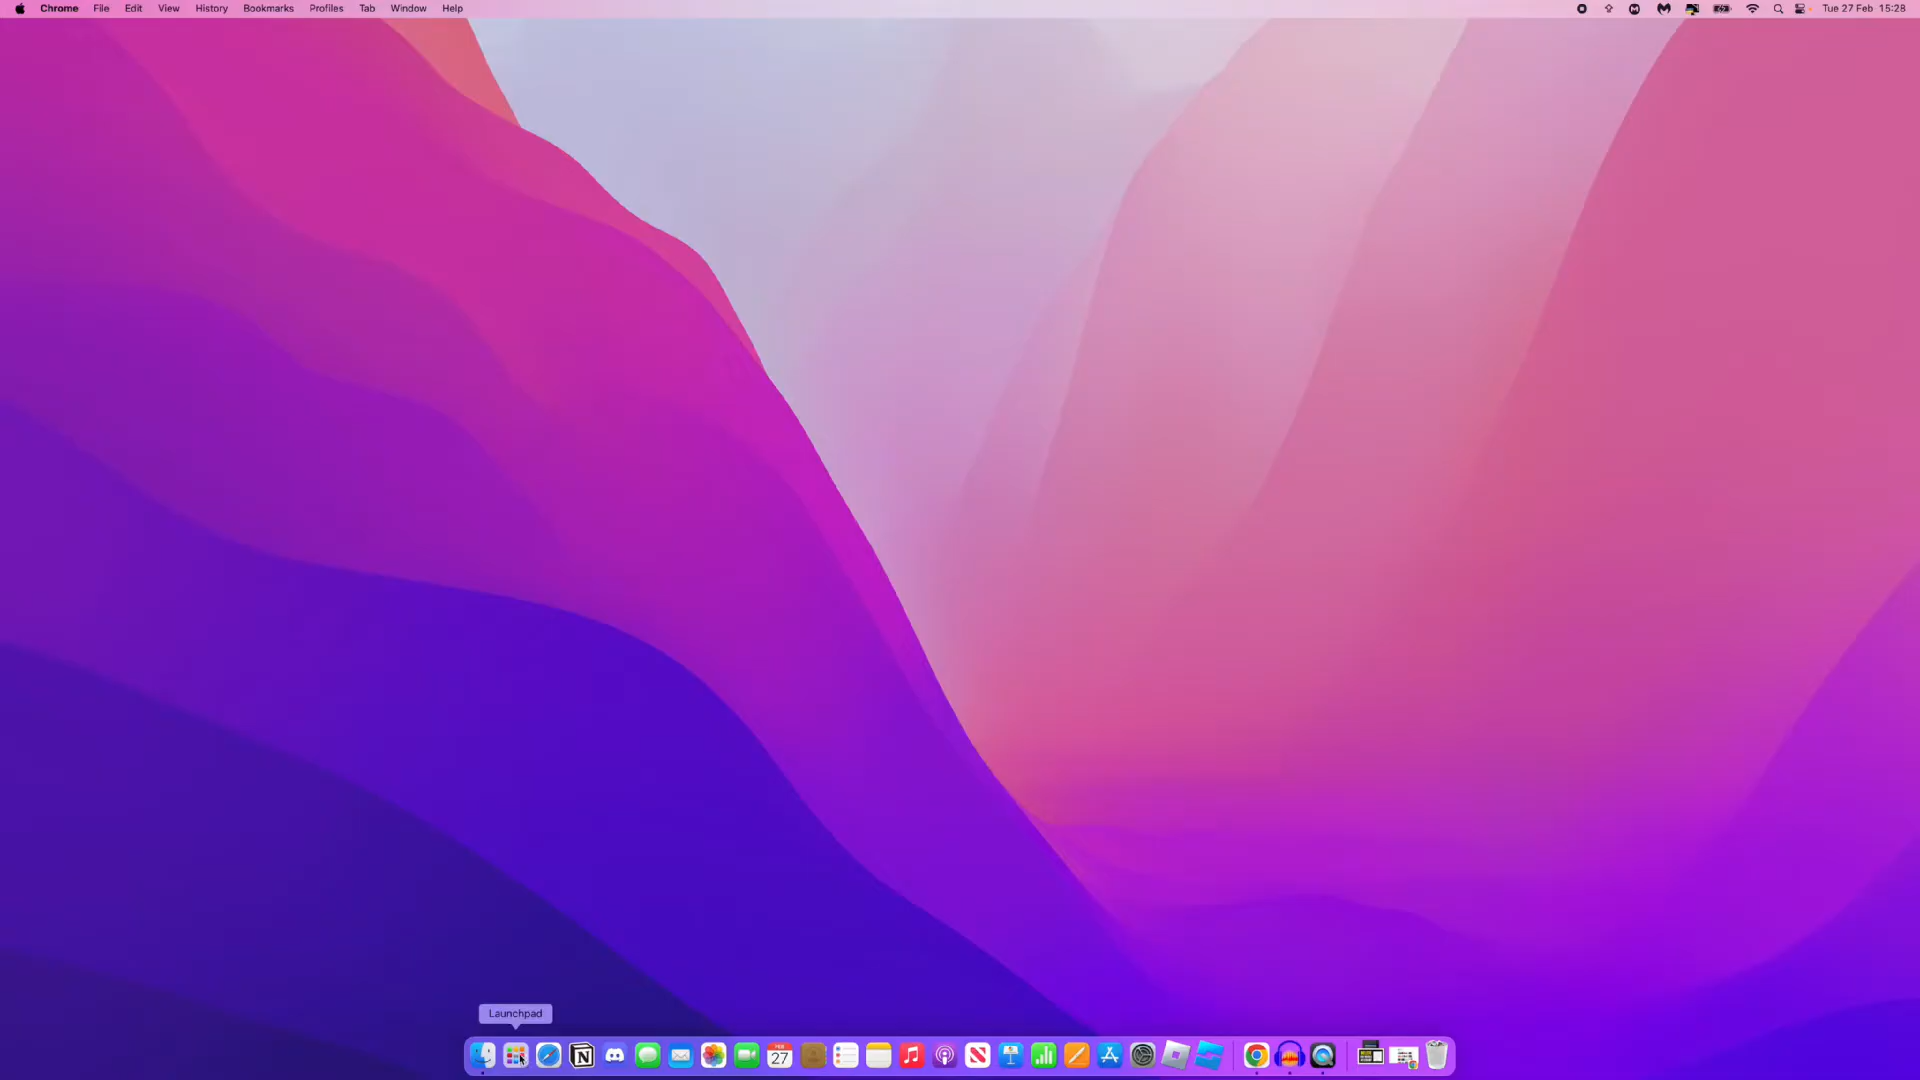 Chrome File Edit View History Bookmarks Profiles Tab Window Help
Tue 27 Feb 15:28
Launchpad
27